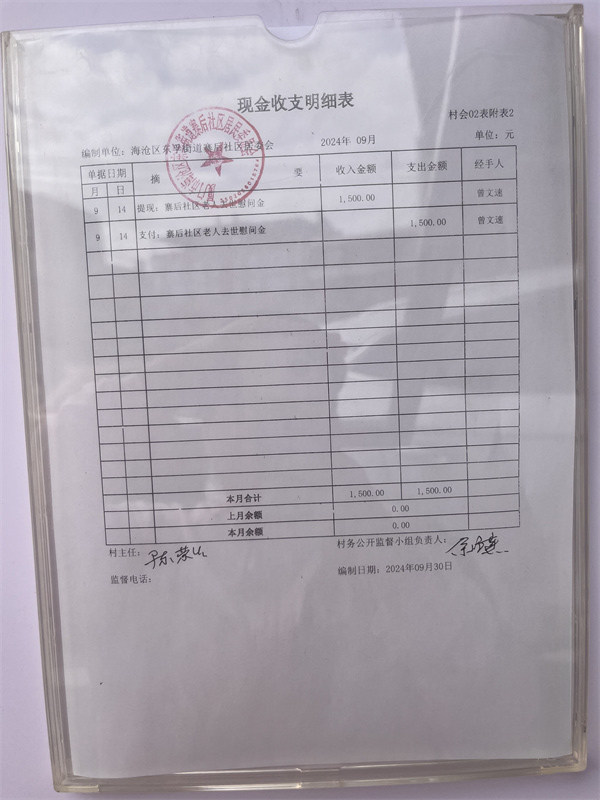 现金收支明细表
村会02表附表2
编制单位：海沧区东孚街道寨后社区居委会 2024年 09月 单位：元
单据日期 摘 要 收入金额 支出金额 经手人
月 日
9 14 提现：寨后社区老人去世慰问金 1,500.00 曾文速
9 14 支付：寨后社区老人去世慰问金 1,500.00 曾文速
本月合计 1,500.00 1,500.00
上月余额 0.00
本月余额 0.00
村主任： 村务公开监督小组负责人：
监督电话： 编制日期：2024年09月30日